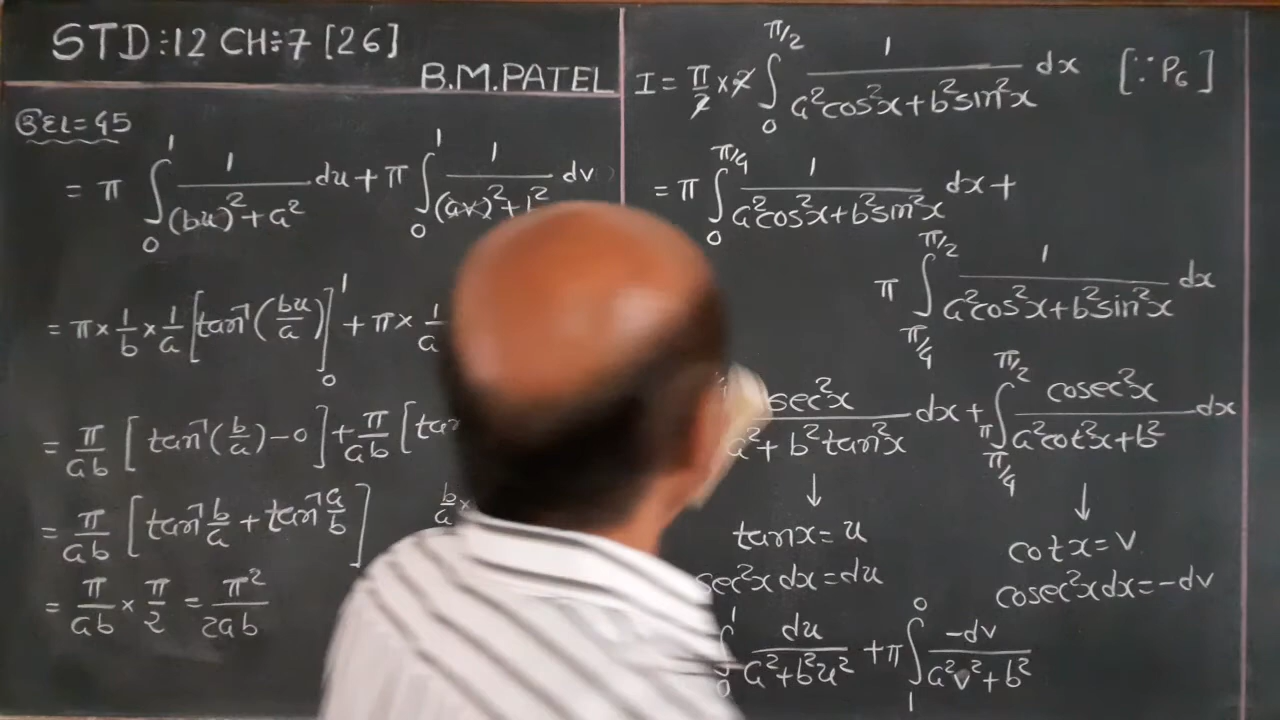 STD:12 CH:7 [26]
B.M.PATEL
ઉદા=45
= π ∫₀¹ 1/((bu)²+a²) du + π ∫₀¹ 1/((av)²+b²) dv
= π × 1/b × 1/a [tan⁻¹(bu/a)]₀¹ + π × 1/a
= π/ab [tan⁻¹(b/a) − 0] + π/ab [tan
= π/ab [tan⁻¹ b/a + tan⁻¹ a/b] b/a ×
= π/ab × π/2 = π²/2ab
I = π/2 × 2 ∫₀^(π/2) 1/(a²cos²x+b²sin²x) dx [∵ P₆]
= π ∫₀^(π/4) 1/(a²cos²x+b²sin²x) dx +
π ∫_(π/4)^(π/2) 1/(a²cos²x+b²sin²x) dx
sec²x/(a²+b²tan²x) dx + π ∫_(π/4)^(π/2) cosec²x/(a²cot²x+b²) dx
↓ ↓
tanx = u cotx = v
sec²x dx = du cosec²x dx = −dv
∫₀¹ du/(a²+b²u²) + π ∫₁⁰ −dv/(a²v²+b²)